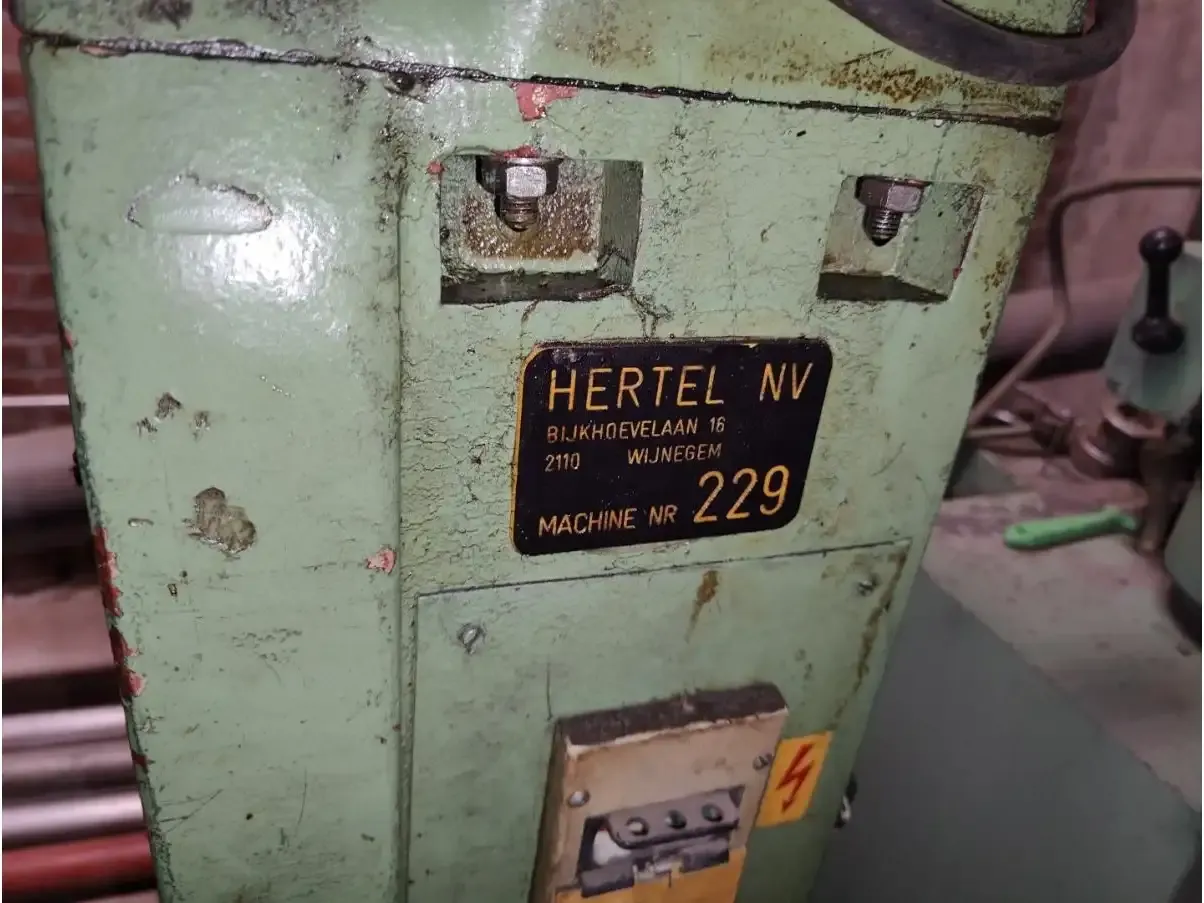 HERTEL NV
BIJKHOEVELAAN 16
2110 WIJNEGEM
MACHINE NR 229